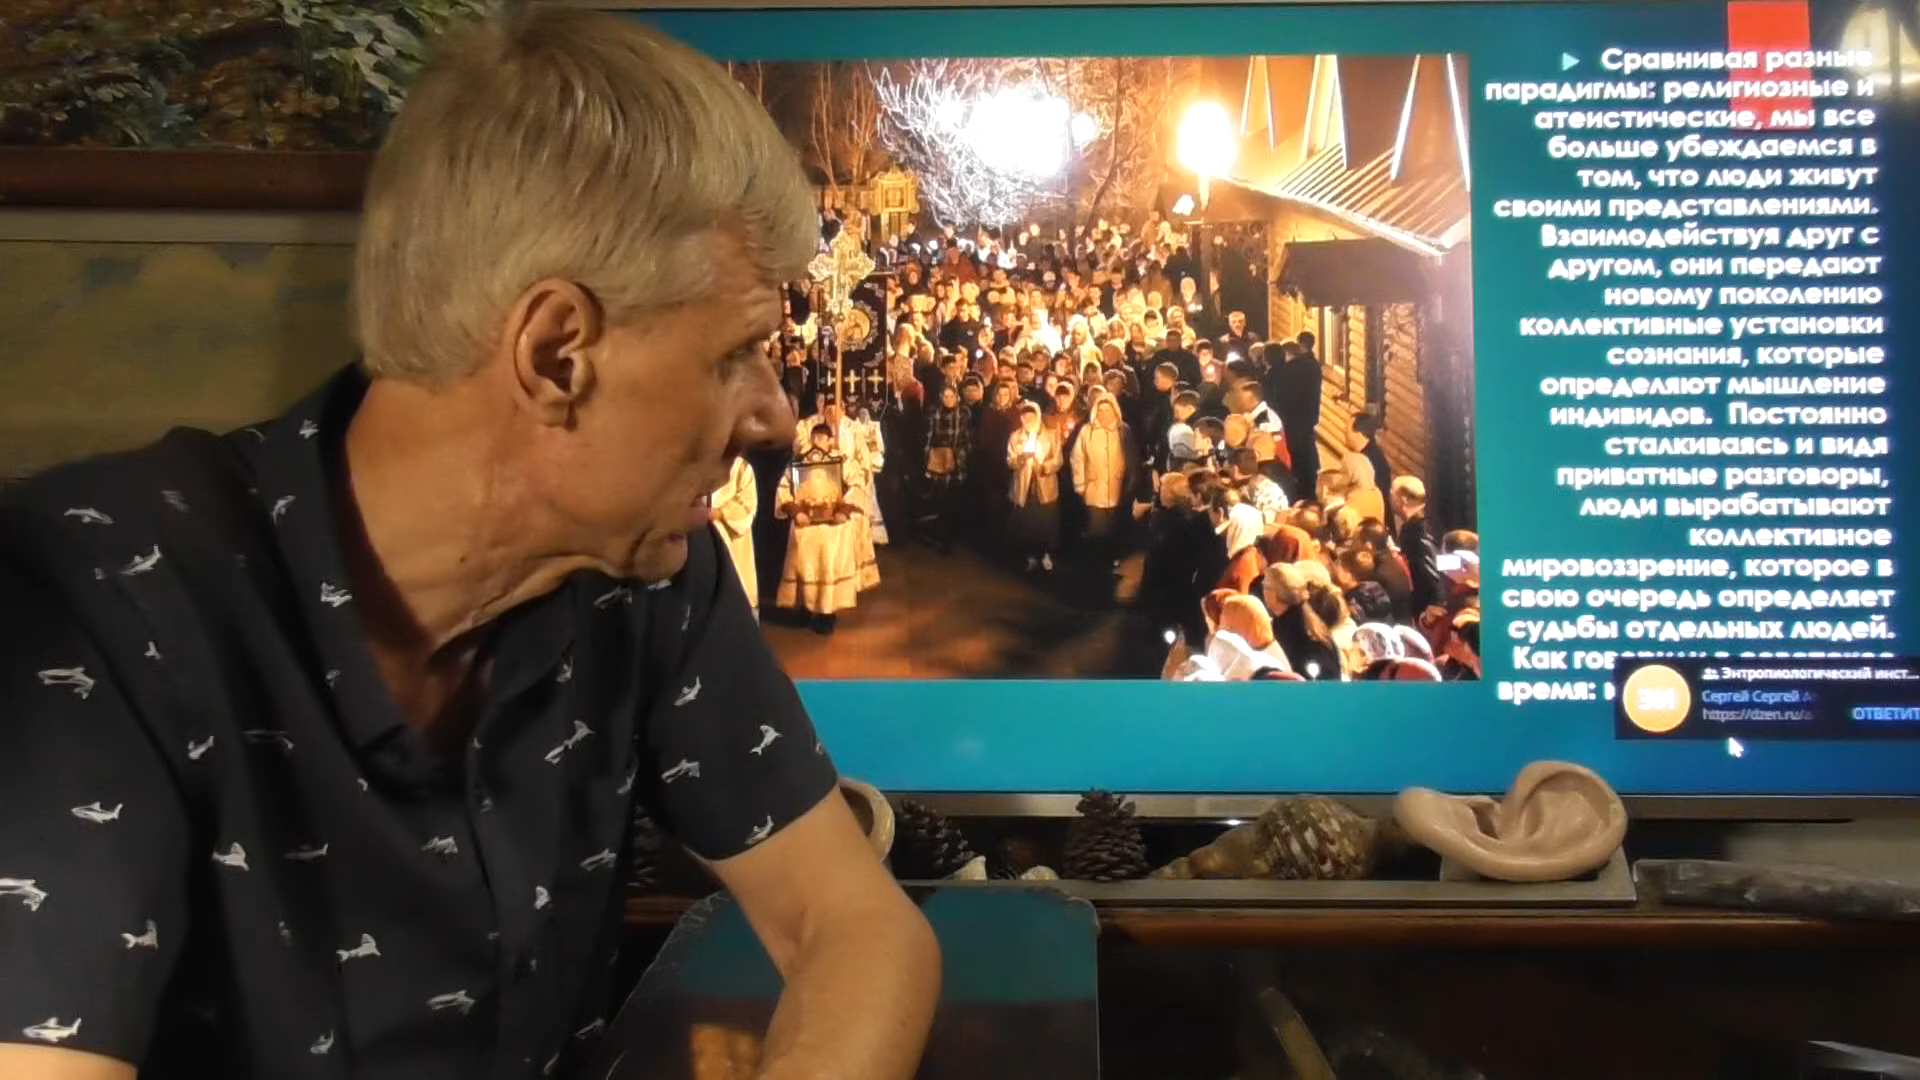 Сравнивая разные
парадигмы: религиозные и
атеистические, мы все
больше убеждаемся в
том, что люди живут
своими представлениями.
Взаимодействуя друг с
другом, они передают
новому поколению
коллективные установки
сознания, которые
определяют мышление
индивидов. Постоянно
сталкиваясь и видя
приватные разговоры,
люди вырабатывают
коллективное
мировоззрение, которое в
свою очередь определяет
судьбы отдельных людей.
Как
время:
ЭИ
Энтропиологический инст...
Сергей Сергей
https://dzen.ru/a
ОТВЕТИТ